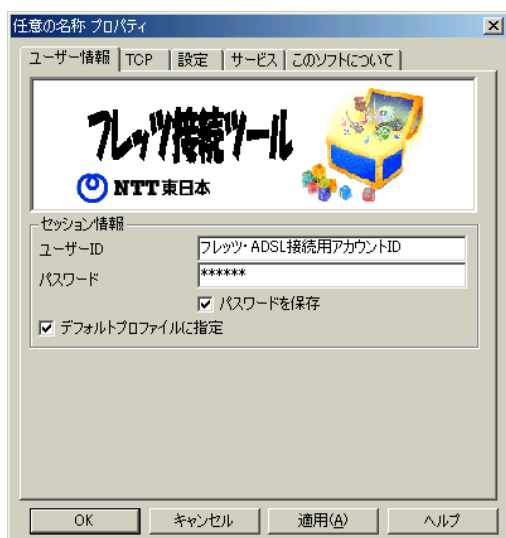 任意の名称 プロパティ
ユーザー情報 TCP 設定 サービス このソフトについて
フレッツ接続ツール
NTT東日本
セッション情報
ユーザーID フレッツ・ADSL接続用アカウントID
パスワード ******
パスワードを保存
デフォルトプロファイルに指定
OK キャンセル 適用(A) ヘルプ